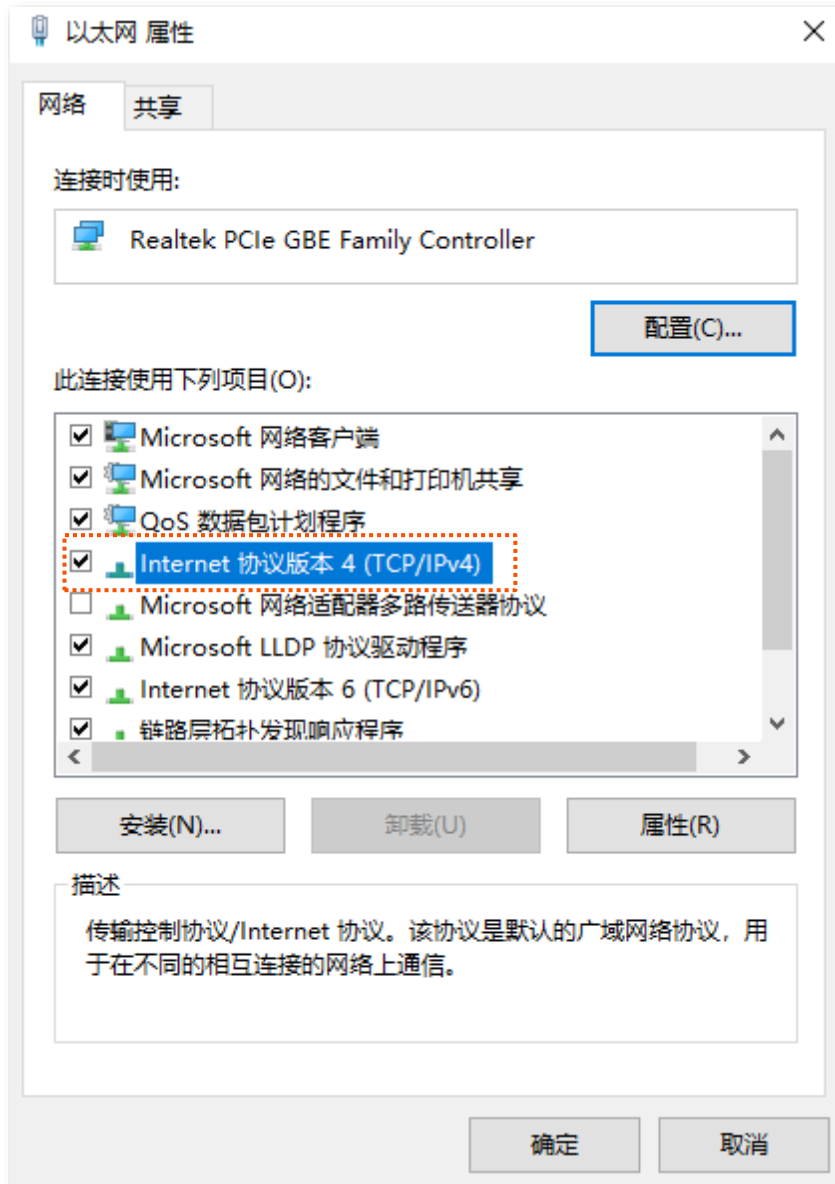 以太网 属性
网络
共享
连接时使用:
Realtek PCIe GBE Family Controller
配置(C)...
此连接使用下列项目(O):
Microsoft 网络客户端
Microsoft 网络的文件和打印机共享
QoS 数据包计划程序
Internet 协议版本 4 (TCP/IPv4)
Microsoft 网络适配器多路传送器协议
Microsoft LLDP 协议驱动程序
Internet 协议版本 6 (TCP/IPv6)
链路层拓扑发现响应程序
安装(N)...
卸载(U)
属性(R)
描述
传输控制协议/Internet 协议。该协议是默认的广域网络协议，用
于在不同的相互连接的网络上通信。
确定
取消